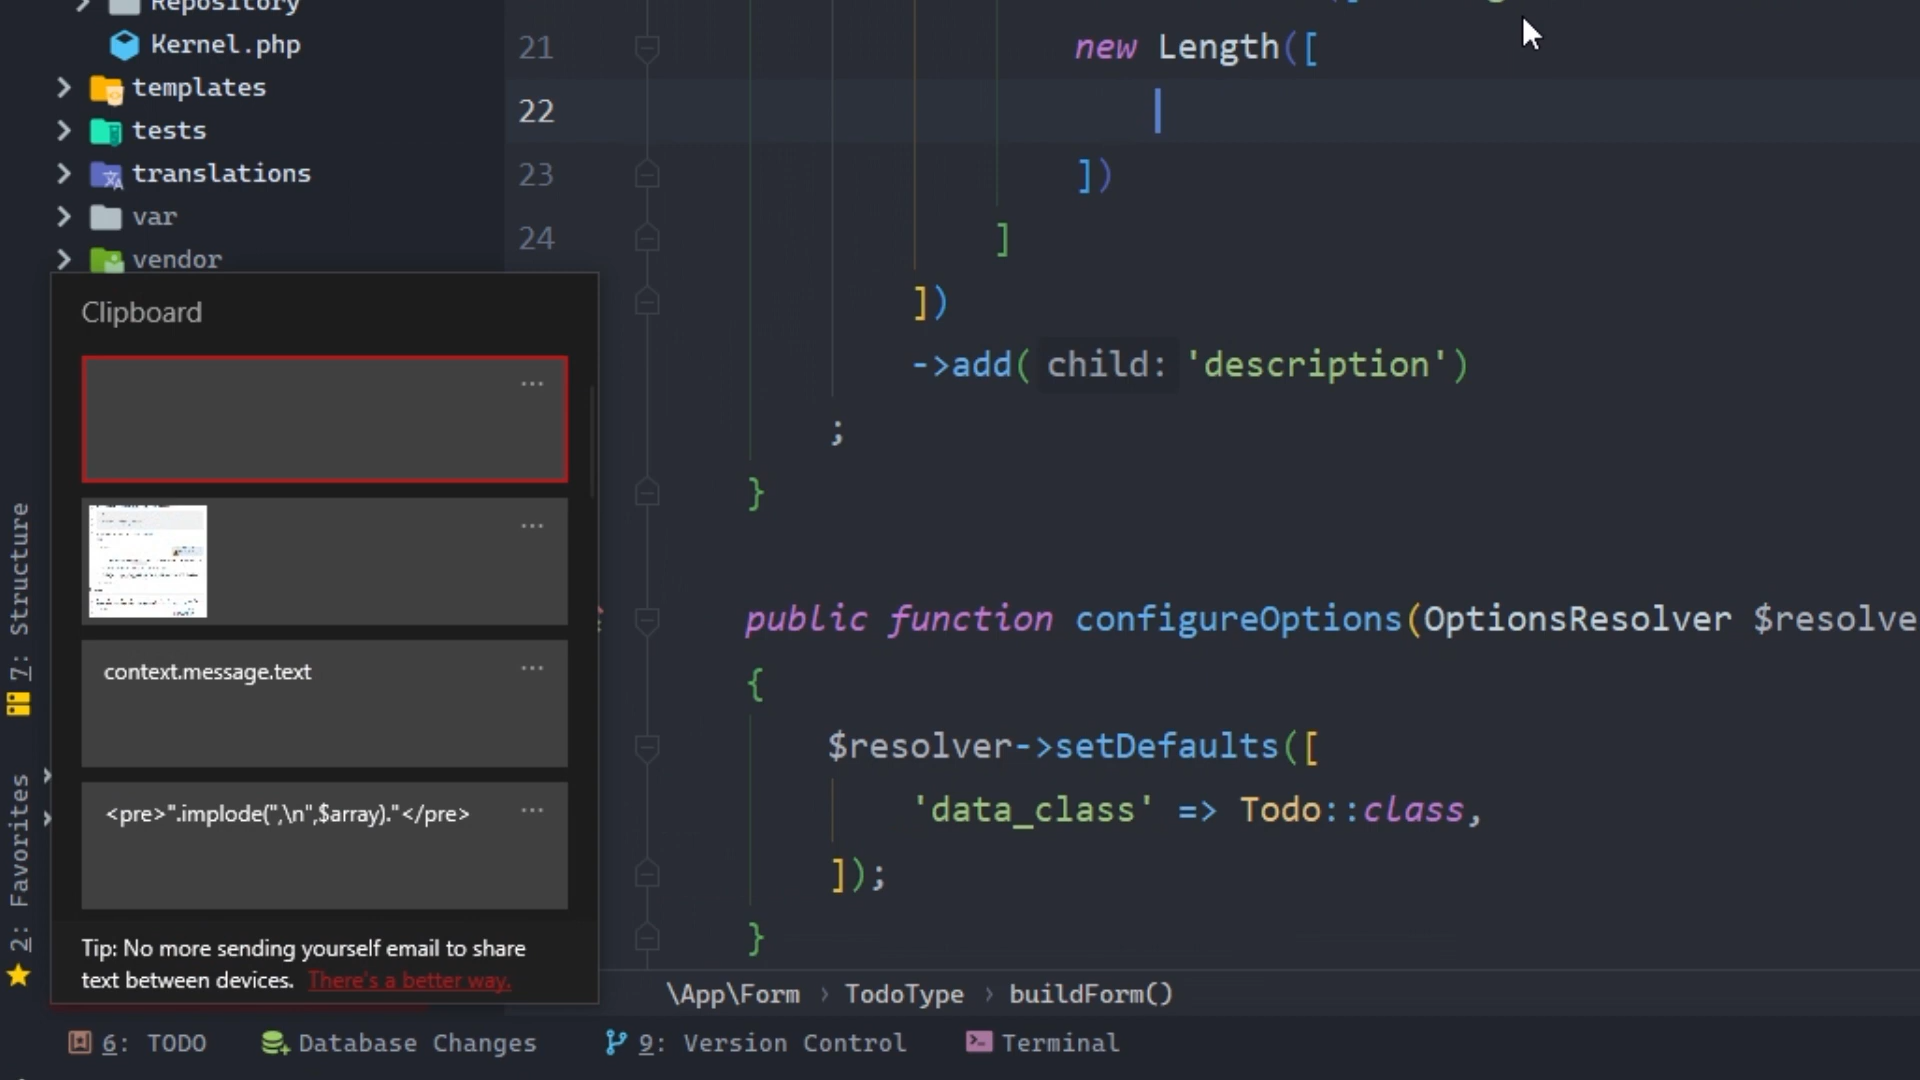 Repository
Kernel.php
templates
tests
translations
var
vendor
7: Structure
2: Favorites
Clipboard
...
...
context.message.text
...
<pre>".implode(",\n",$array)."</pre>
...
Tip: No more sending yourself email to share
text between devices. There's a better way.
21 new Length([
22
23 ])
24 ]
])
->add( child: 'description')
;
}
public function configureOptions(OptionsResolver $resolve
{
$resolver->setDefaults([
'data_class' => Todo::class,
]);
}
\App\Form › TodoType › buildForm()
6: TODO
Database Changes
9: Version Control
Terminal